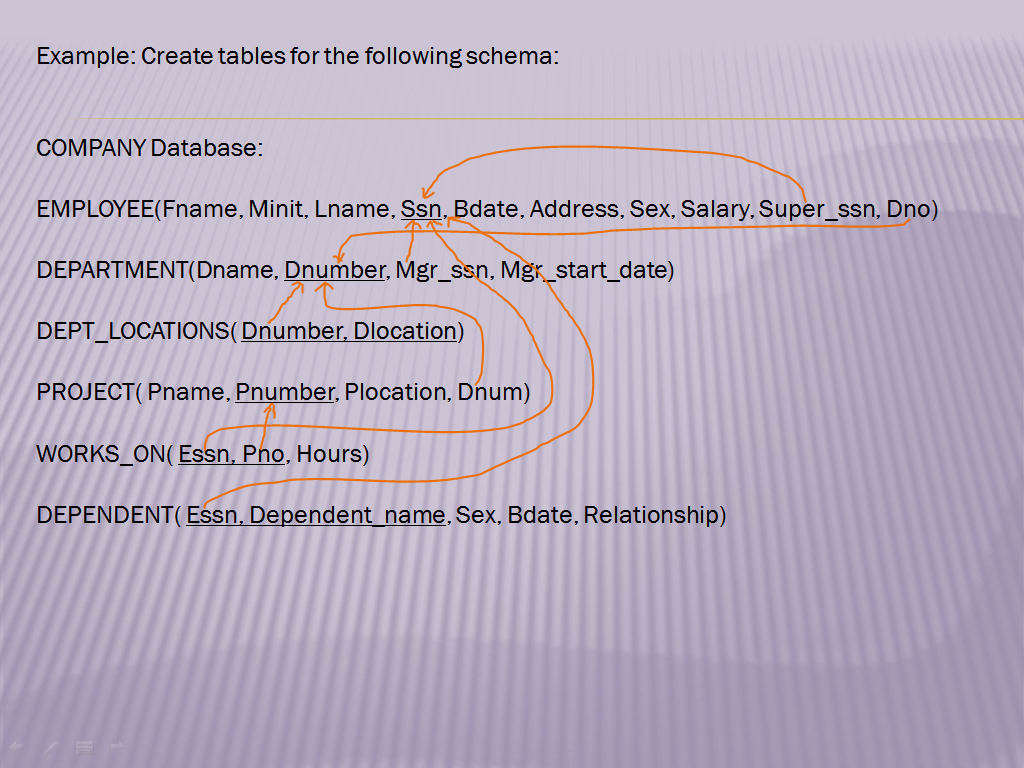 Example: Create tables for the following schema:
COMPANY Database:
EMPLOYEE(Fname, Minit, Lname, Ssn, Bdate, Address, Sex, Salary, Super_ssn, Dno)
DEPARTMENT(Dname, Dnumber, Mgr_ssn, Mgr_start_date)
DEPT_LOCATIONS( Dnumber, Dlocation)
PROJECT( Pname, Pnumber, Plocation, Dnum)
WORKS_ON( Essn, Pno, Hours)
DEPENDENT( Essn, Dependent_name, Sex, Bdate, Relationship)